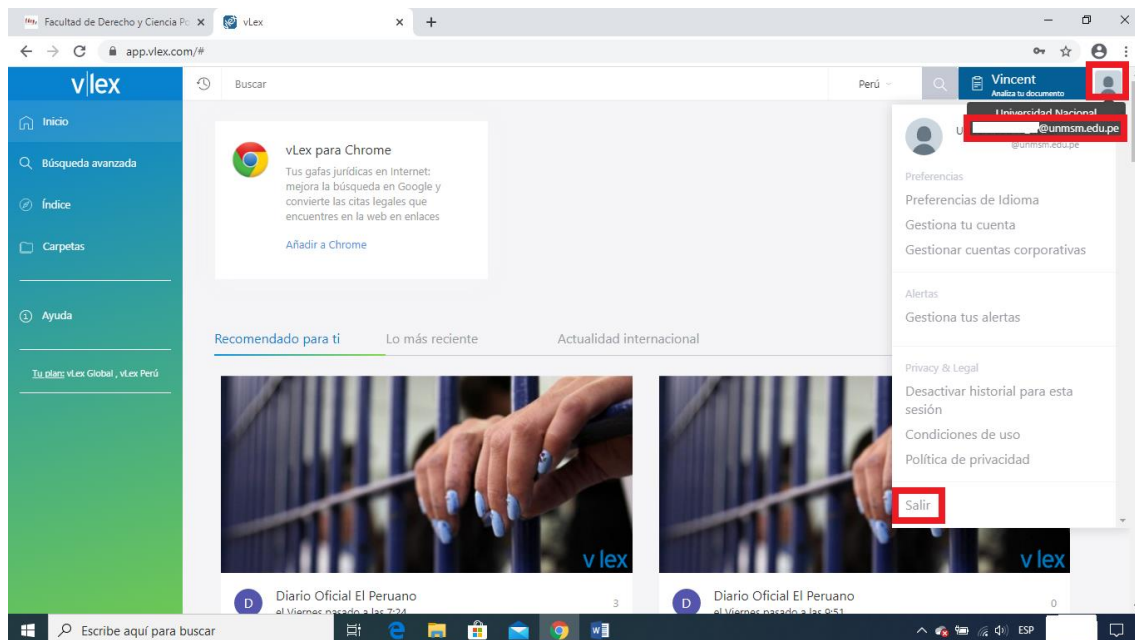 Facultad de Derecho y Ciencia Po
vLex
app.vlex.com/#
v|lex
Buscar
Perú
Vincent
Analiza tu documento
Inicio
Búsqueda avanzada
Índice
Carpetas
Ayuda
Tu plan: vLex Global , vLex Perú
vLex para Chrome
Tus gafas jurídicas en Internet:
mejora la búsqueda en Google y
convierte las citas legales que
encuentres en la web en enlaces
Añadir a Chrome
Universidad Nacional
@unmsm.edu.pe
U
@unmsm.edu.pe
Preferencias
Preferencias de Idioma
Gestiona tu cuenta
Gestionar cuentas corporativas
Alertas
Gestiona tus alertas
Privacy & Legal
Desactivar historial para esta
sesión
Condiciones de uso
Política de privacidad
Salir
Recomendado para ti
Lo más reciente
Actualidad internacional
v lex
D
Diario Oficial El Peruano
el Viernes pasado a las 7:24
3
v lex
D
Diario Oficial El Peruano
el Viernes pasado a las 9:51
0
Escribe aquí para buscar
ESP